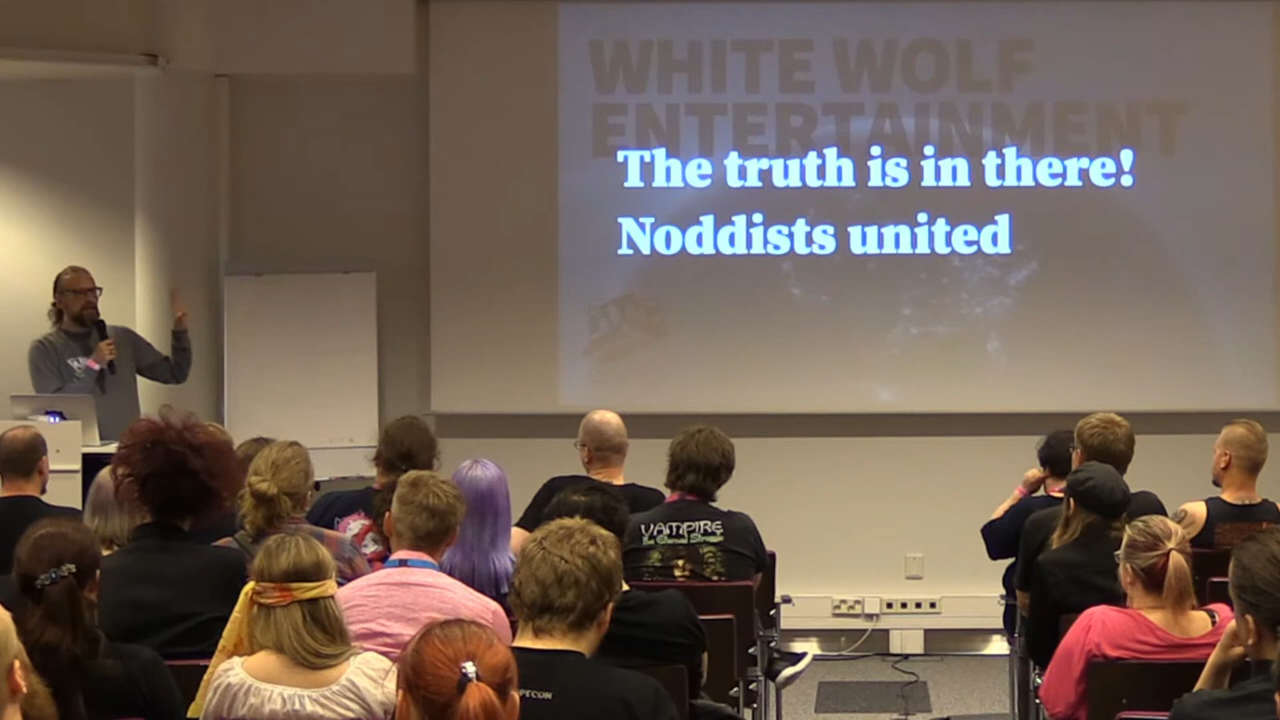 WHITE WOLF
ENTERTAINMENT
The truth is in there!
Noddists united
VAMPIRE